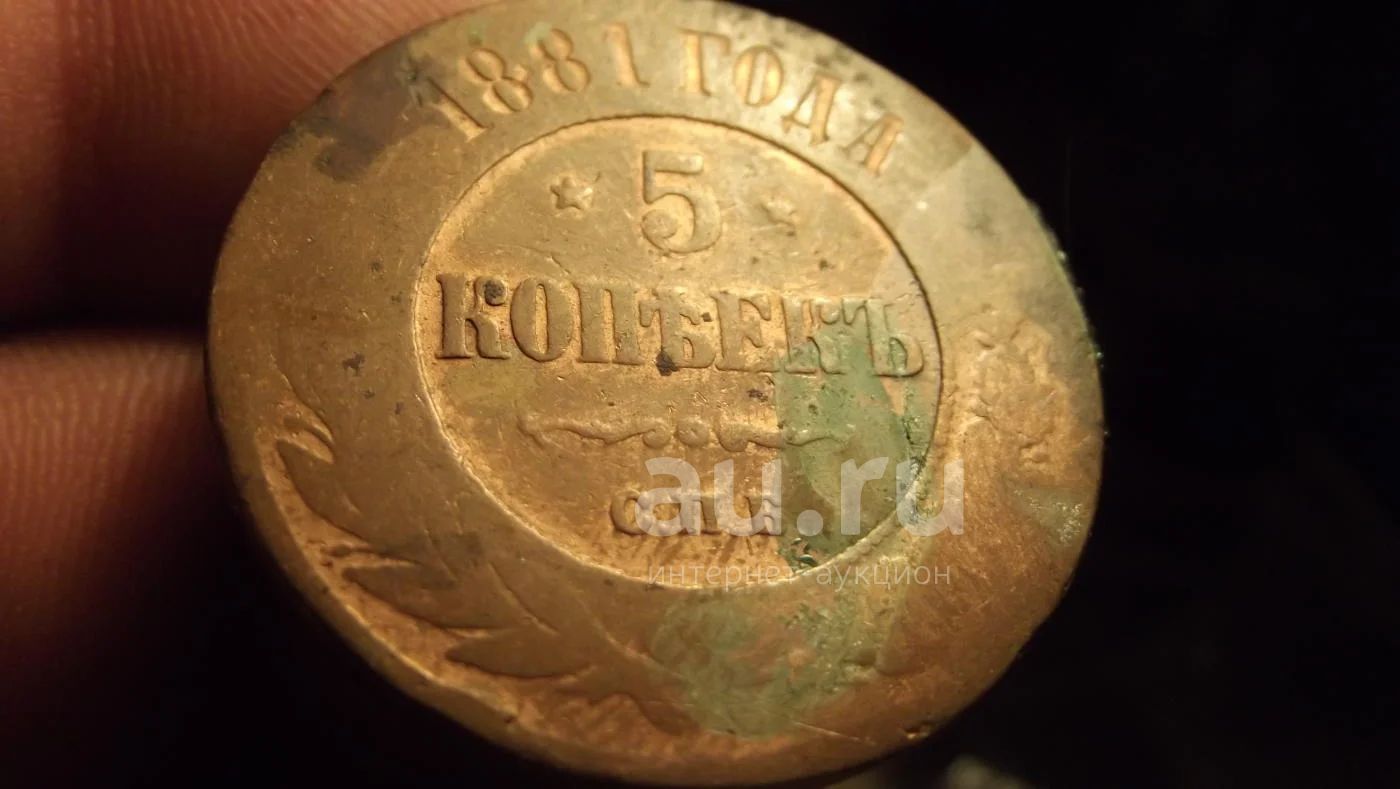 1881 ГОДА
5
КОПѢЕКЪ
С.П.Б.
au.ru
интернет-аукцион